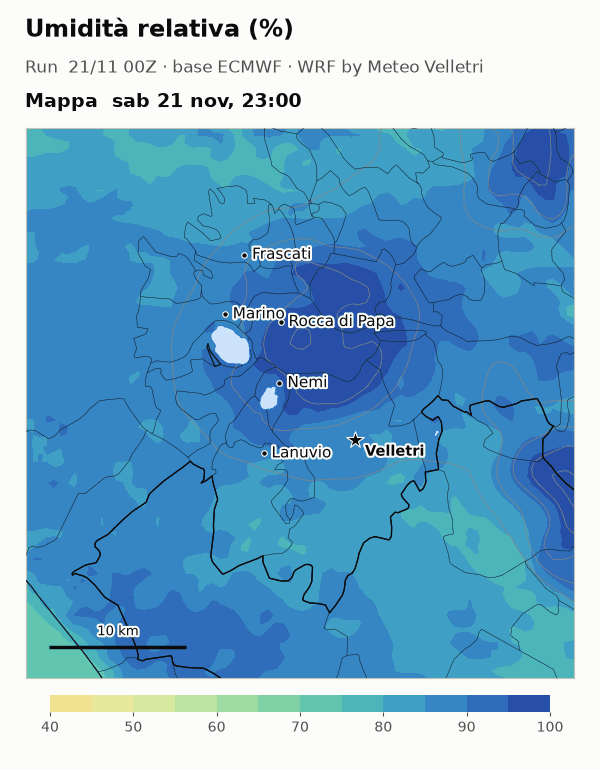 Umidità relativa (%)
Run  21/11 00Z · base ECMWF · WRF by Meteo Velletri
Mappa  sab 21 nov, 23:00
Frascati
Marino
Rocca di Papa
Nemi
Velletri
Lanuvio
10 km
40 50 60 70 80 90 100